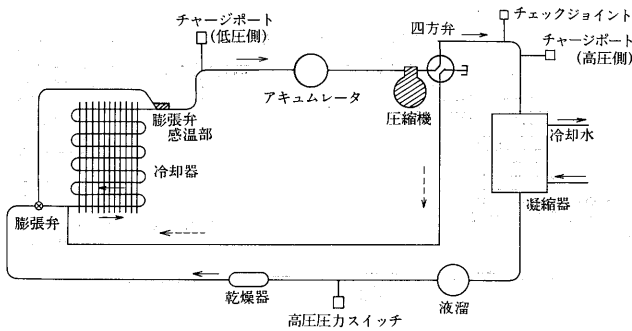 チャージポート
(低圧側)
四方弁
チェックジョイント
チャージポート
(高圧側)
アキュムレータ
圧縮機
膨張弁
感温部
冷却水
冷却器
凝縮器
膨張弁
乾燥器
液溜
高圧圧力スイッチ